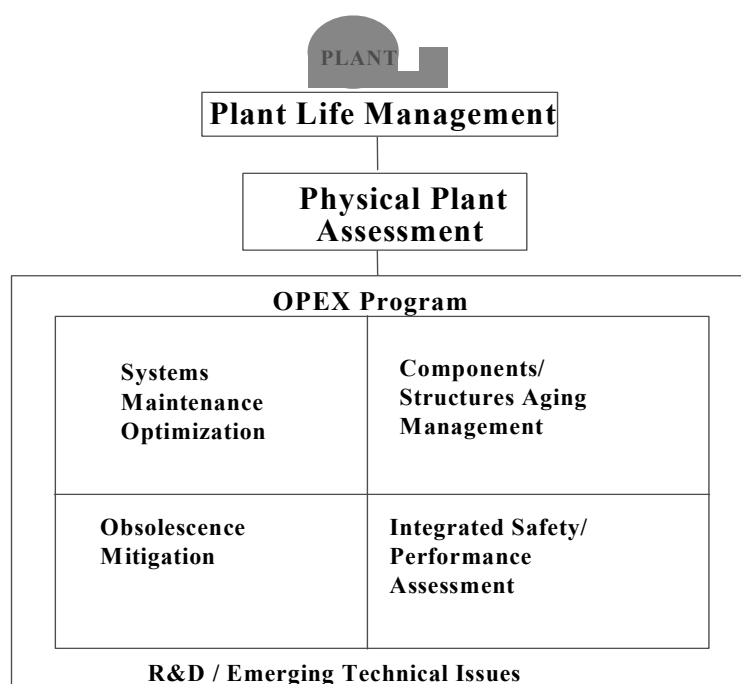 PLANT
Plant Life Management
Physical Plant
Assessment
OPEX Program
Systems
Maintenance
Optimization
Components/
Structures Aging
Management
Obsolescence
Mitigation
Integrated Safety/
Performance
Assessment
R&D / Emerging Technical Issues